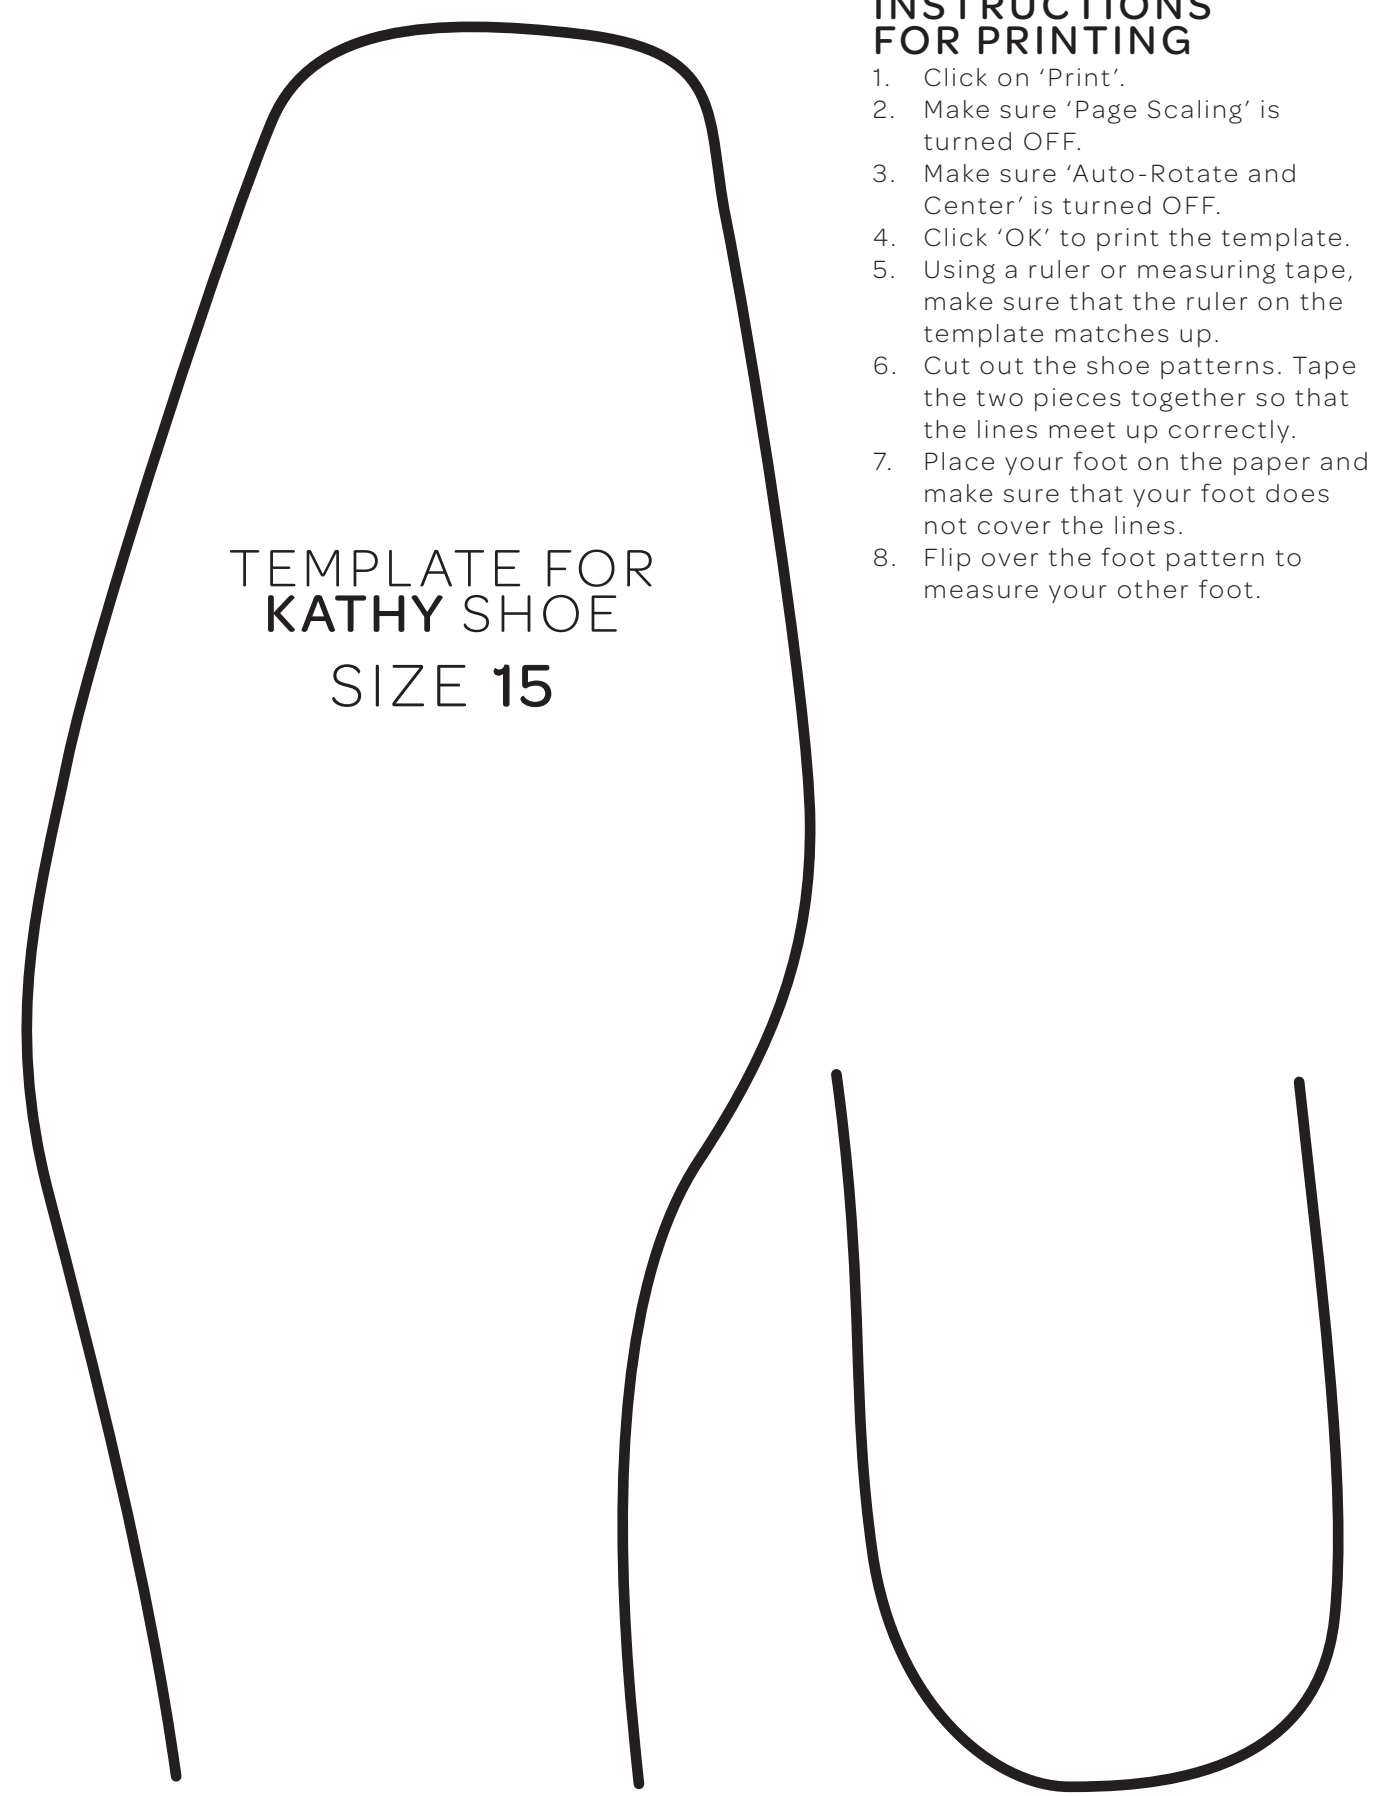 INSTRUCTIONS
FOR PRINTING
1. Click on ‘Print’.
2. Make sure ‘Page Scaling’ is
turned OFF.
3. Make sure ‘Auto-Rotate and
Center’ is turned OFF.
4. Click ‘OK’ to print the template.
5. Using a ruler or measuring tape,
make sure that the ruler on the
template matches up.
6. Cut out the shoe patterns. Tape
the two pieces together so that
the lines meet up correctly.
7. Place your foot on the paper and
make sure that your foot does
not cover the lines.
8. Flip over the foot pattern to
measure your other foot.
TEMPLATE FOR
KATHY SHOE
SIZE 15